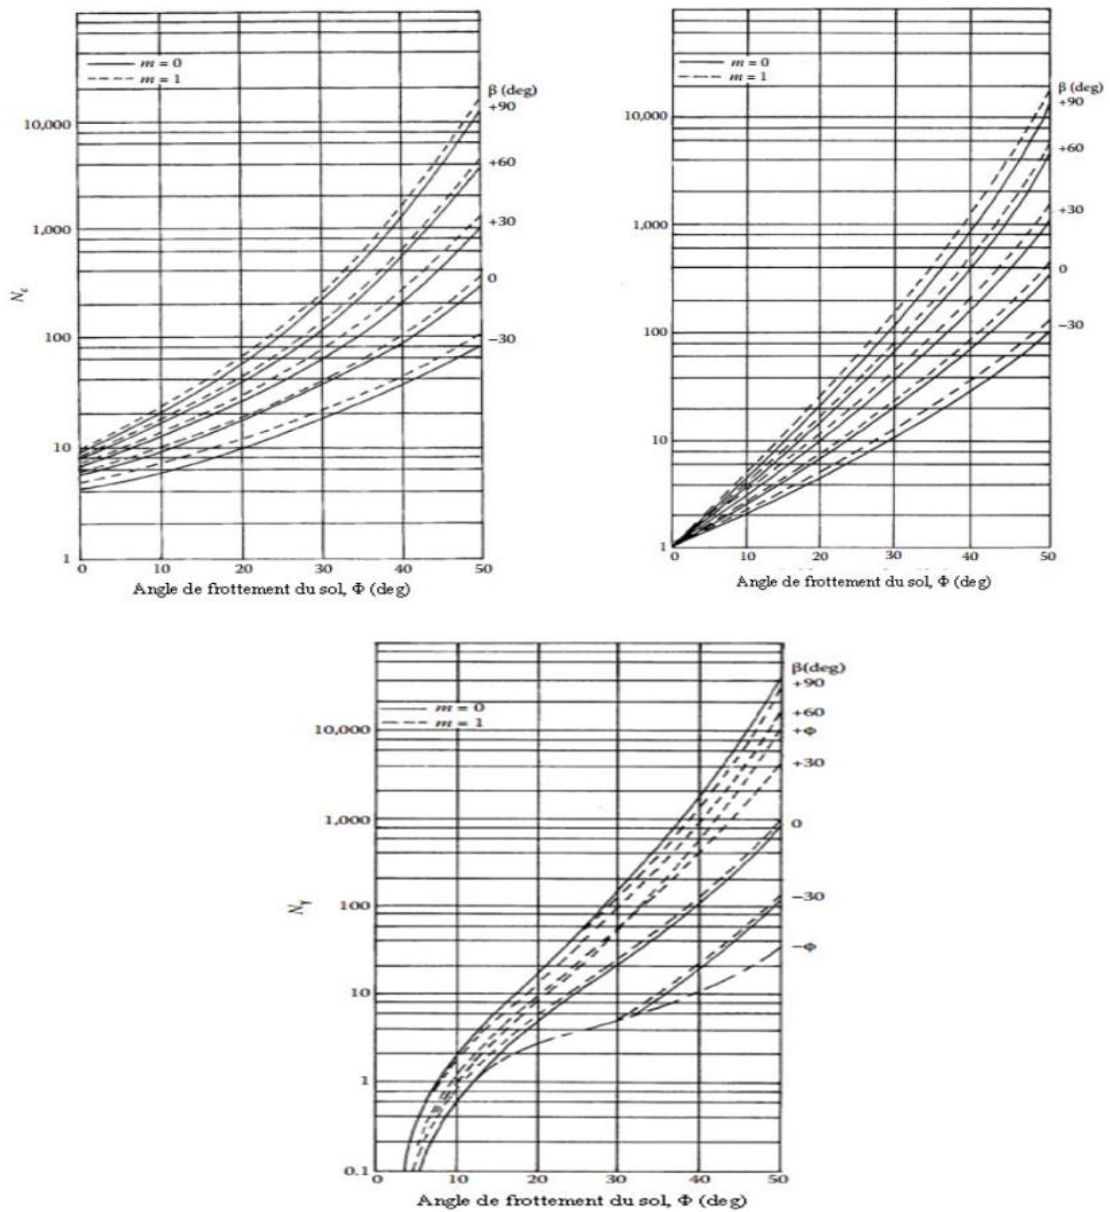 m = 0
m = 1
β (deg)
+90
+60
+30
0
−30
10,000
1,000
100
10
1
N_c
0 10 20 30 40 50
Angle de frottement du sol, Φ (deg)
m = 0
m = 1
β (deg)
+90
+60
+30
0
−30
10,000
1,000
100
10
1
0 10 20 30 40 50
Angle de frottement du sol, Φ (deg)
m = 0
m = 1
β(deg)
+90
+60
+Φ
+30
0
−30
−Φ
10,000
1,000
100
10
1
0.1
N_γ
0 10 20 30 40 50
Angle de frottement du sol, Φ (deg)